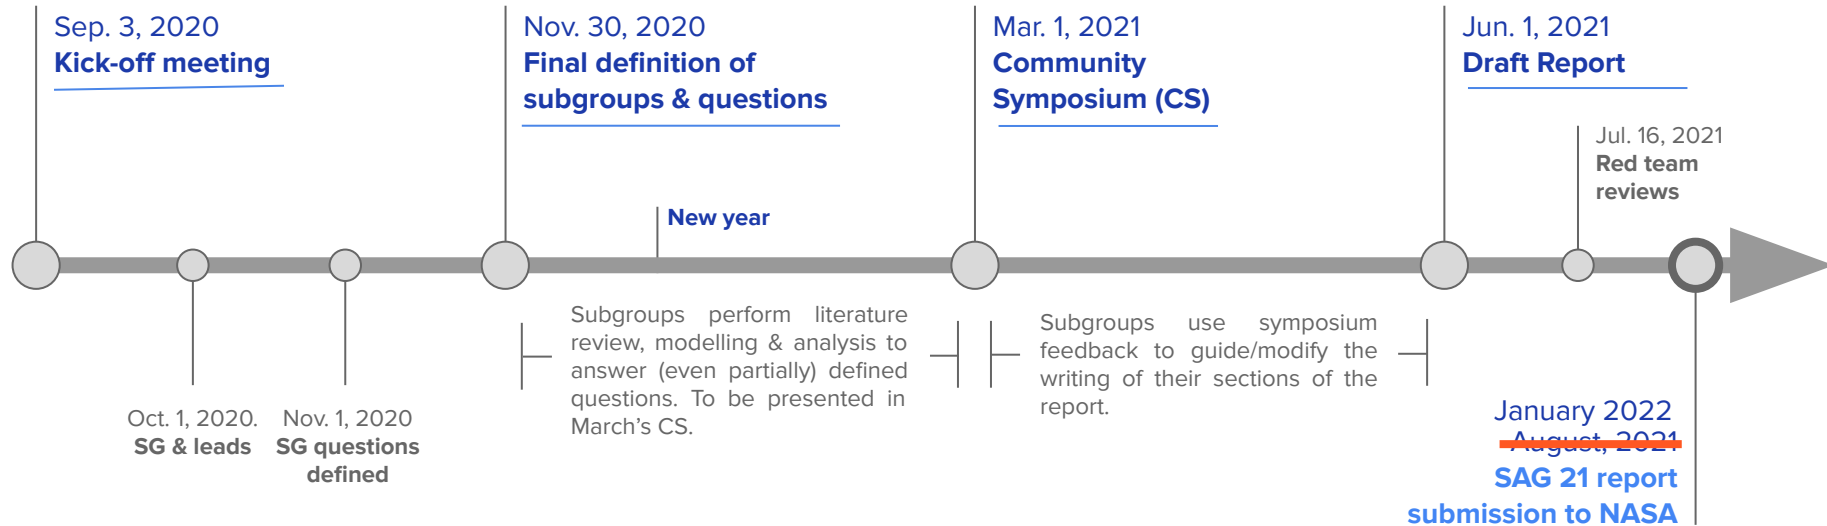 Sep. 3, 2020
Kick-off meeting
Nov. 30, 2020
Final definition of
subgroups & questions
Mar. 1, 2021
Community
Symposium (CS)
Jun. 1, 2021
Draft Report
Jul. 16, 2021
Red team
reviews
New year
Oct. 1, 2020.
SG & leads
Nov. 1, 2020
SG questions
defined
Subgroups perform literature
review, modelling & analysis to
answer (even partially) defined
questions. To be presented in
March's CS.
Subgroups use symposium
feedback to guide/modify the
writing of their sections of the
report.
January 2022
August, 2021
SAG 21 report
submission to NASA